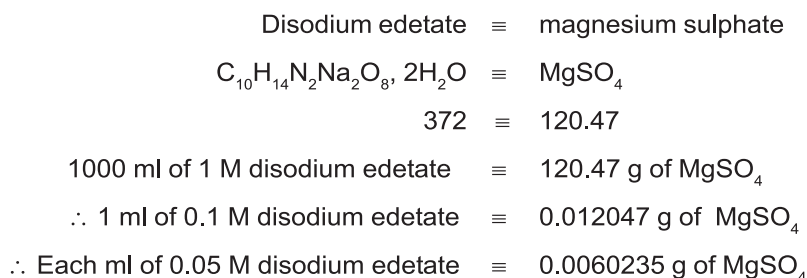 Disodium edetate ≡ magnesium sulphate
C₁₀H₁₄N₂Na₂O₈, 2H₂O ≡ MgSO₄
372 ≡ 120.47
1000 ml of 1 M disodium edetate ≡ 120.47 g of MgSO₄
∴ 1 ml of 0.1 M disodium edetate ≡ 0.012047 g of MgSO₄
∴ Each ml of 0.05 M disodium edetate ≡ 0.0060235 g of MgSO₄